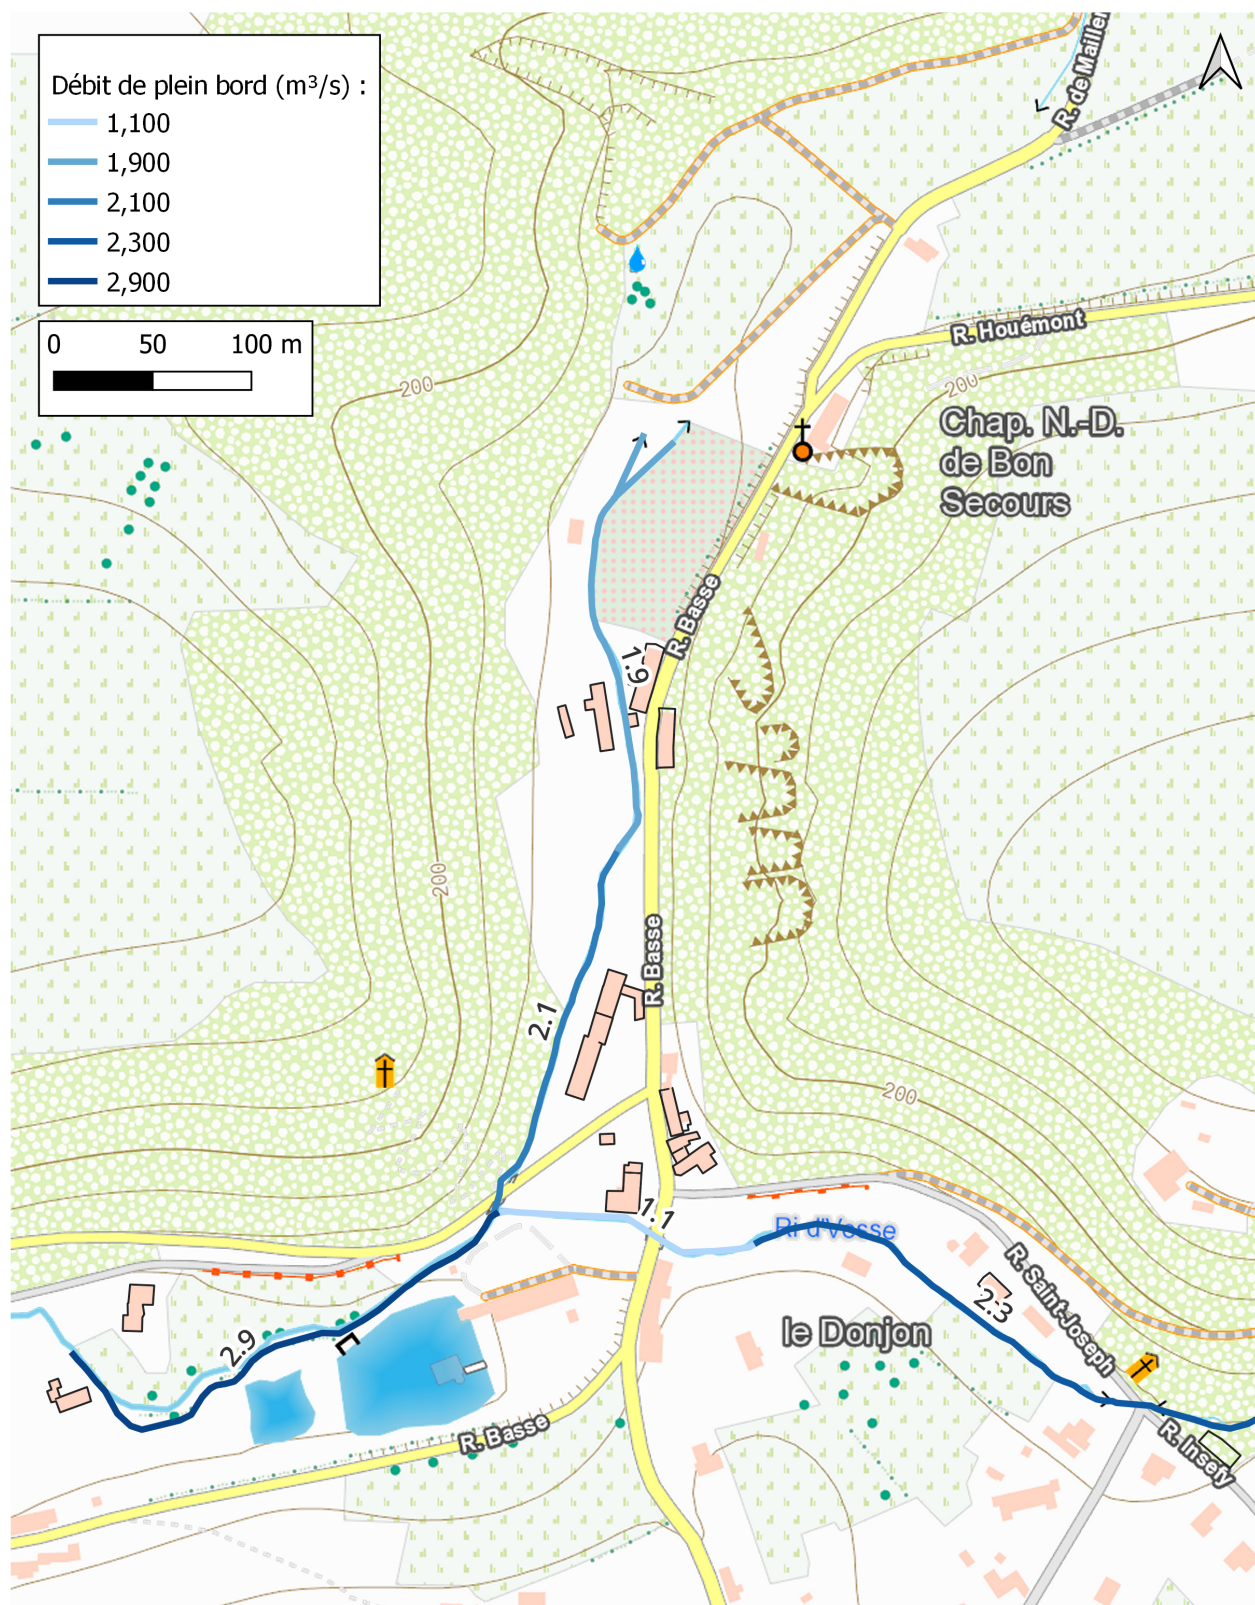 Débit de plein bord (m³/s) :
1,100
1,900
2,100
2,300
2,900
0 50 100 m
R. de Mailler
R. Houémont
200
200
Chap. N.-D.
de Bon
Secours
R. Basse
1.9
200
R. Basse
2.1
200
1.1
Ri d'Vosse
R. Saint-Joseph
2.3
2.9
le Donjon
R. Basse
R. Insefy